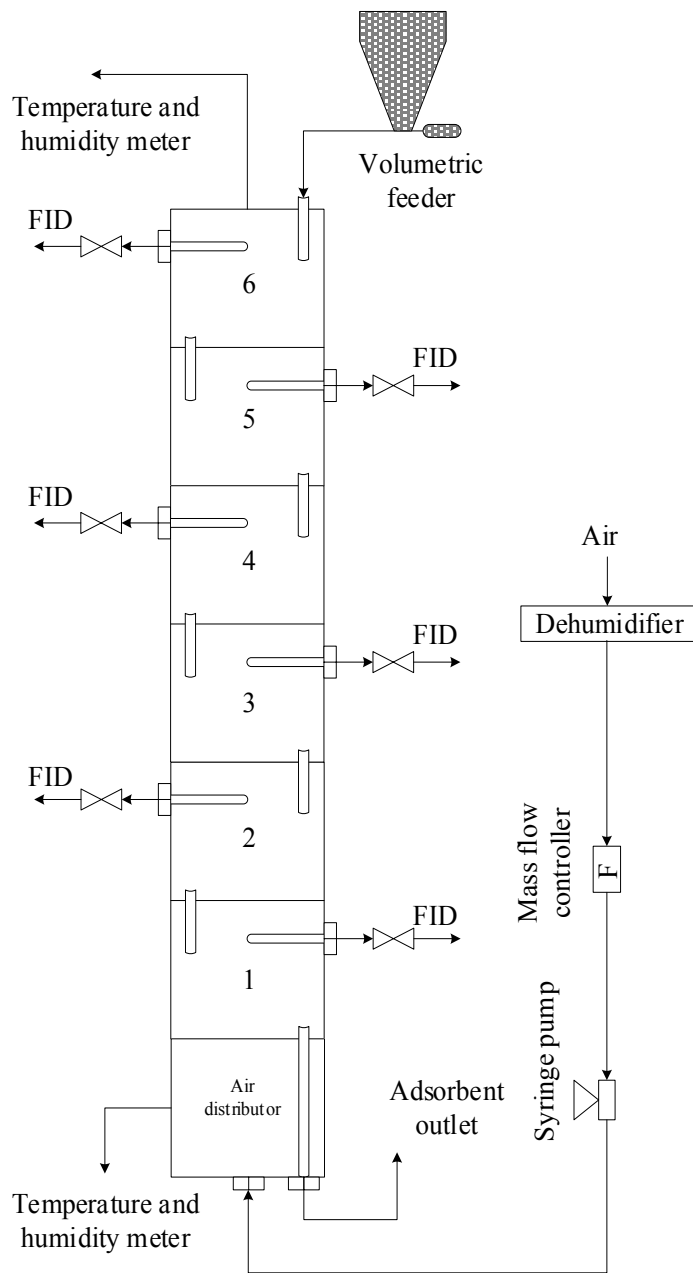 Temperature and
humidity meter
Volumetric
feeder
FID
6
FID
5
FID
4
Air
Dehumidifier
FID
3
FID
2
Mass flow
controller
F
FID
1
Syringe pump
Air
distributor
Adsorbent
outlet
Temperature and
humidity meter